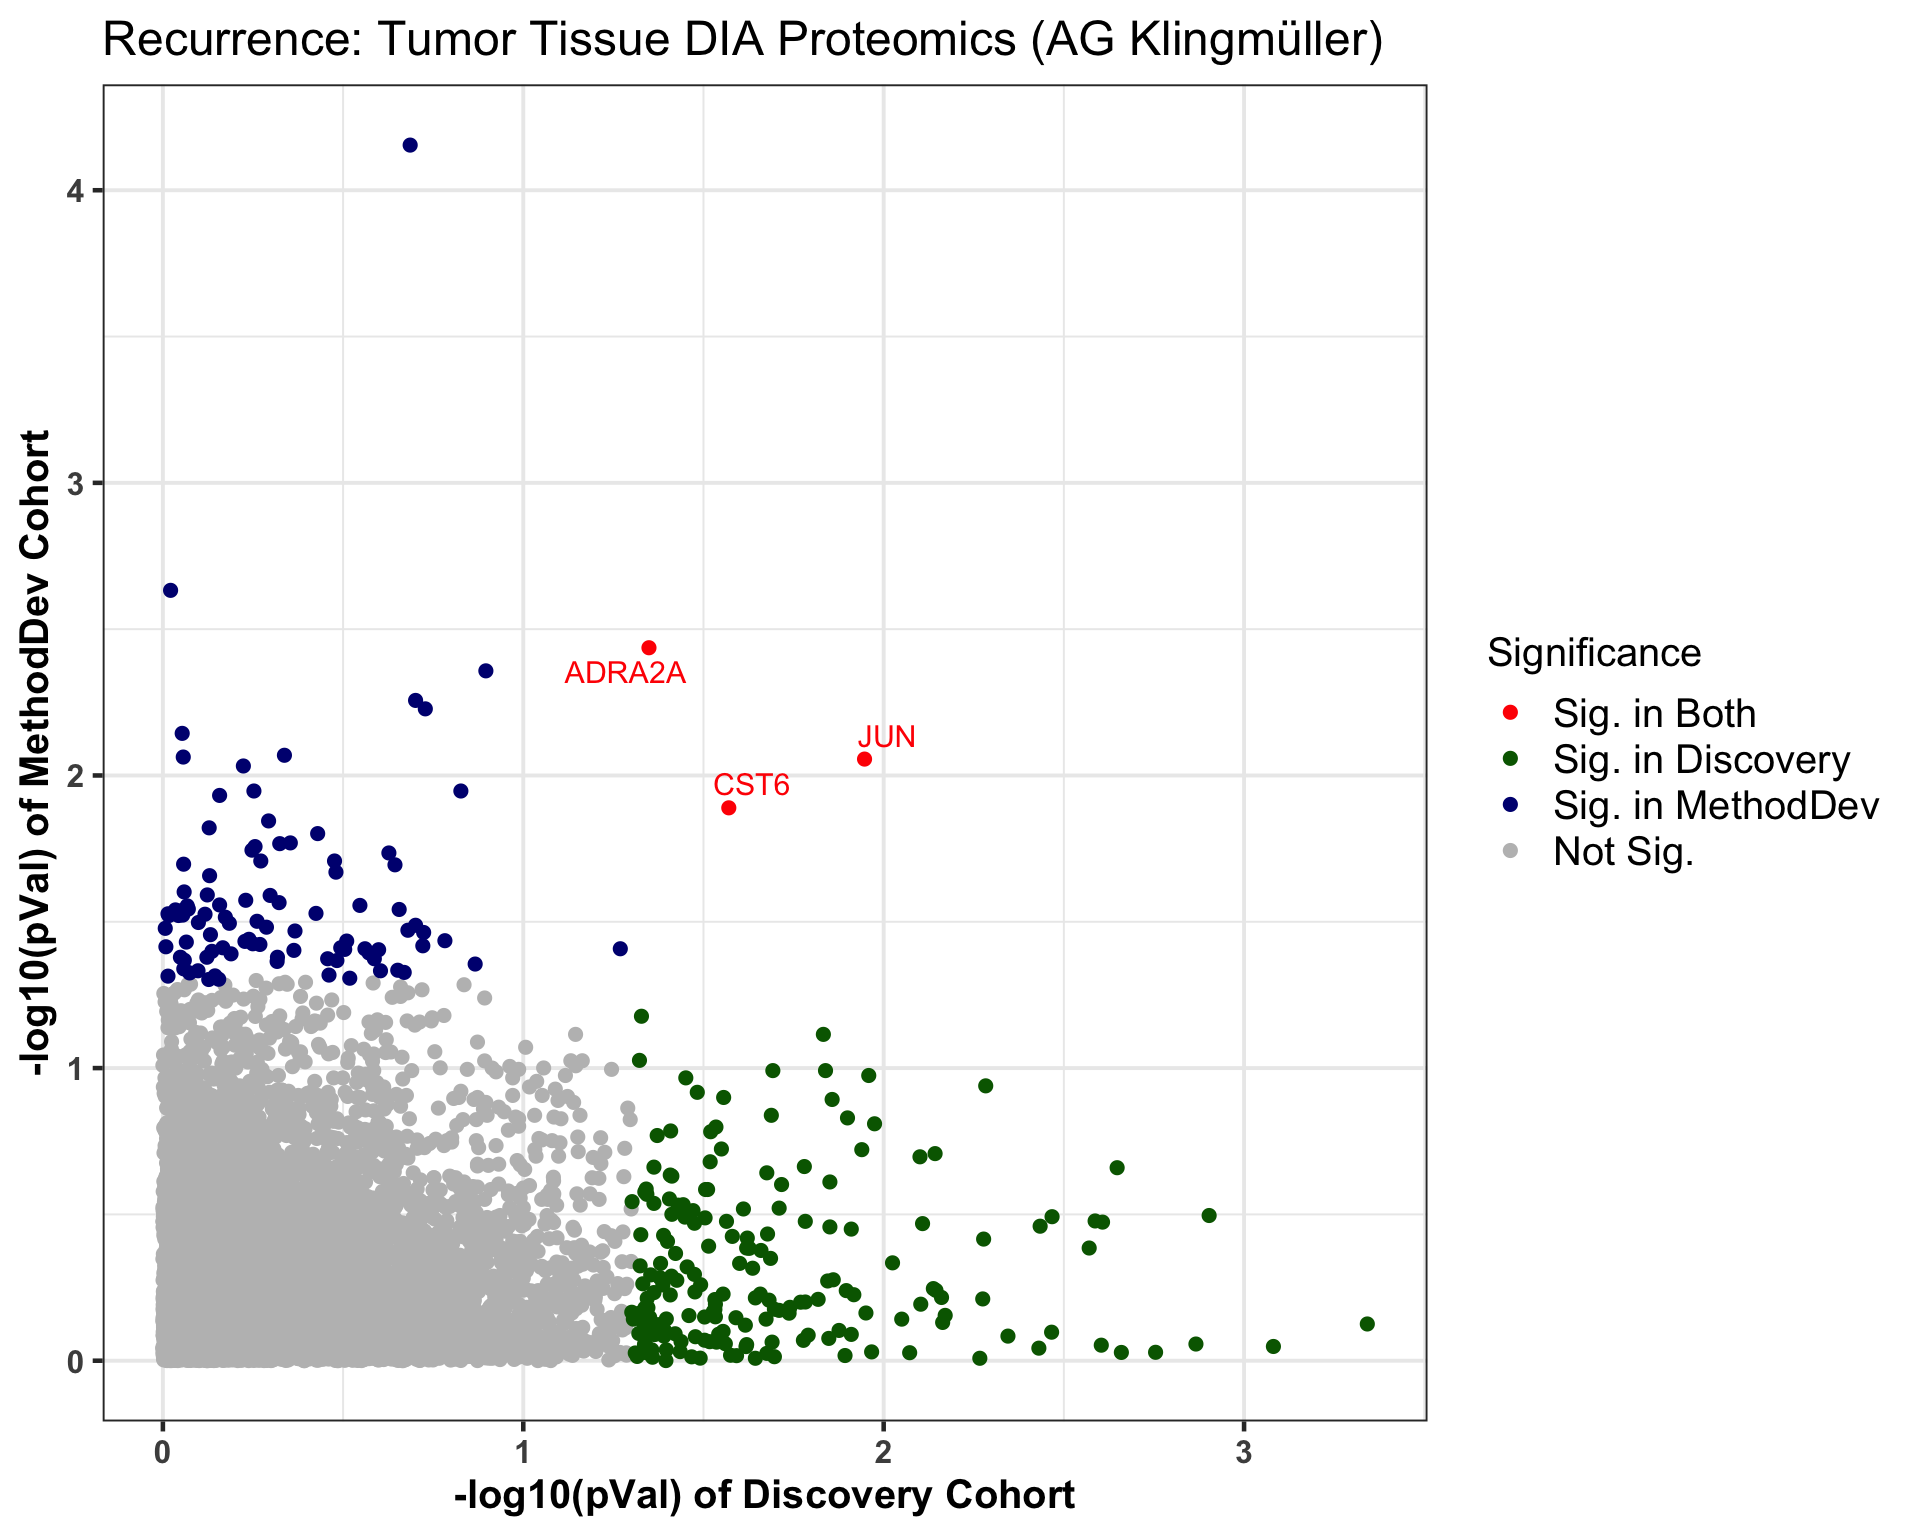 Recurrence: Tumor Tissue DIA Proteomics (AG Klingmüller)
-log10(pVal) of MethodDev Cohort
4
3
2
1
0
ADRA2A
JUN
CST6
0
1
2
3
-log10(pVal) of Discovery Cohort
Significance
Sig. in Both
Sig. in Discovery
Sig. in MethodDev
Not Sig.